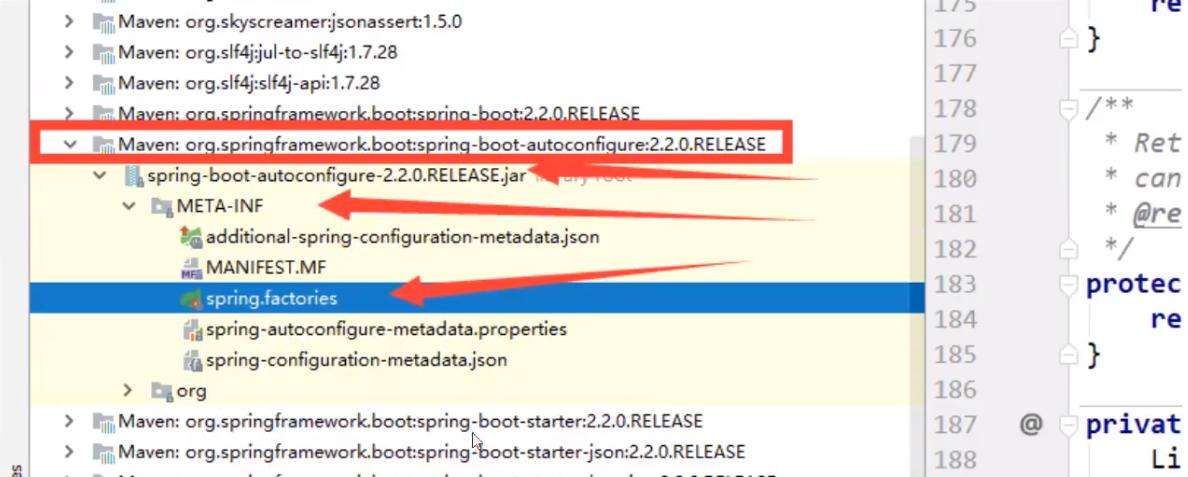 Maven: org.skyscreamer:jsonassert:1.5.0
Maven: org.slf4j:jul-to-slf4j:1.7.28
Maven: org.slf4j:slf4j-api:1.7.28
Maven: org.springframework.boot:spring-boot:2.2.0.RELEASE
Maven: org.springframework.boot:spring-boot-autoconfigure:2.2.0.RELEASE
spring-boot-autoconfigure-2.2.0.RELEASE.jar library root
META-INF
additional-spring-configuration-metadata.json
MF MANIFEST.MF
spring.factories
spring-autoconfigure-metadata.properties
spring-configuration-metadata.json
org
Maven: org.springframework.boot:spring-boot-starter:2.2.0.RELEASE
Maven: org.springframework.boot:spring-boot-starter-json:2.2.0.RELEASE
175 re
176 }
177
178 /**
179 * Ret
180 * can
181 * @re
182 */
183 protec
184 re
185 }
186
187 @ privat
188 Li